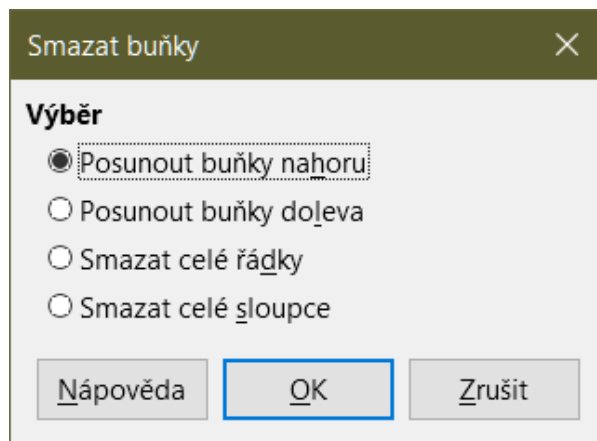 Smazat buňky
Výběr
Posunout buňky nahoru
Posunout buňky doleva
Smazat celé řádky
Smazat celé sloupce
Nápověda OK Zrušit